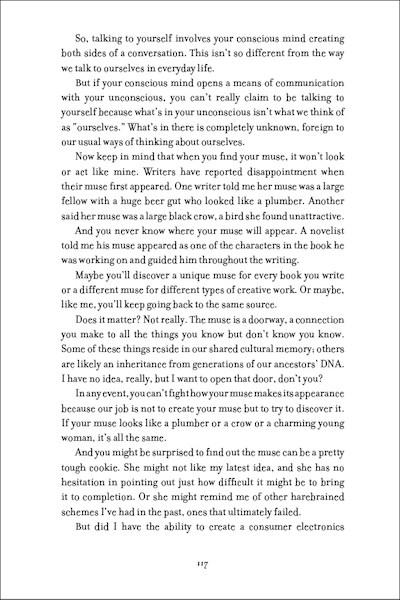 So, talking to yourself involves your conscious mind creating
both sides of a conversation. This isn't so different from the way
we talk to ourselves in everyday life.
But if your conscious mind opens a means of communication
with your unconscious, you can't really claim to be talking to
yourself because what's in your unconscious isn't what we think of
as "ourselves." What's in there is completely unknown, foreign to
our usual ways of thinking about ourselves.
Now keep in mind that when you find your muse, it won't look
or act like mine. Writers have reported disappointment when
their muse first appeared. One writer told me her muse was a large
fellow with a huge beer gut who looked like a plumber. Another
said her muse was a large black crow, a bird she found unattractive.
And you never know where your muse will appear. A novelist
told me his muse appeared as one of the characters in the book he
was working on and guided him throughout the writing.
Maybe you'll discover a unique muse for every book you write
or a different muse for different types of creative work. Or maybe,
like me, you'll keep going back to the same source.
Does it matter? Not really. The muse is a doorway, a connection
you make to all the things you know but don't know you know.
Some of these things reside in our shared cultural memory; others
are likely an inheritance from generations of our ancestors' DNA.
I have no idea, really, but I want to open that door, don't you?
In any event, you can't fight how your muse makes its appearance
because our job is not to create your muse but to try to discover it.
If your muse looks like a plumber or a crow or a charming young
woman, it's all the same.
And you might be surprised to find out the muse can be a pretty
tough cookie. She might not like my latest idea, and she has no
hesitation in pointing out just how difficult it might be to bring
it to completion. Or she might remind me of other harebrained
schemes I've had in the past, ones that ultimately failed.
But did I have the ability to create a consumer electronics
117